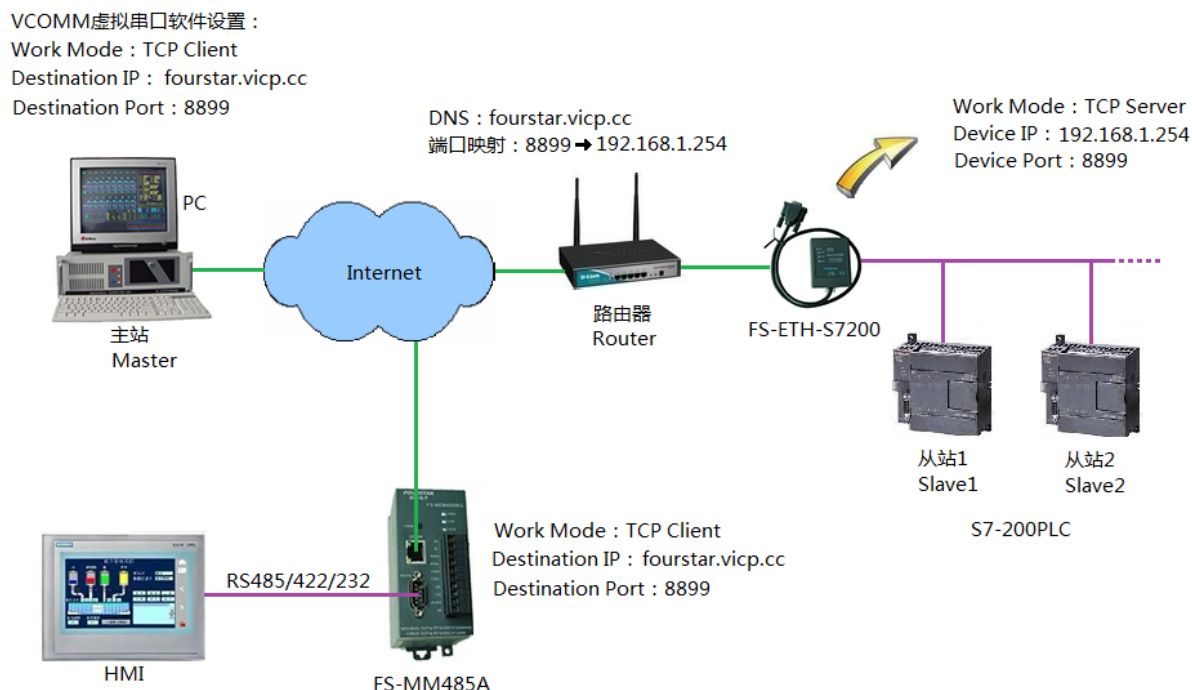 VCOMM虚拟串口软件设置：
Work Mode：TCP Client
Destination IP： fourstar.vicp.cc
Destination Port：8899
DNS：fourstar.vicp.cc
端口映射：8899➔192.168.1.254
Work Mode：TCP Server
Device IP：192.168.1.254
Device Port：8899
PC
Internet
主站
Master
D-Link
路由器
Router
FS-ETH-S7200
从站1
Slave1
从站2
Slave2
S7-200PLC
FOURSTAR
Work Mode：TCP Client
Destination IP： fourstar.vicp.cc
Destination Port：8899
RS485/422/232
SIEMENS
HMI
FS-MM485A